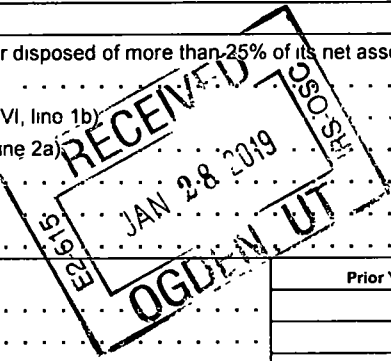 r disposed of more than 25% of its net asse
VI, line 1b)
ine 2a)
RECEIVED
JAN 28 2019
IRS-OSC
E2615
OGDEN, UT
Prior Y